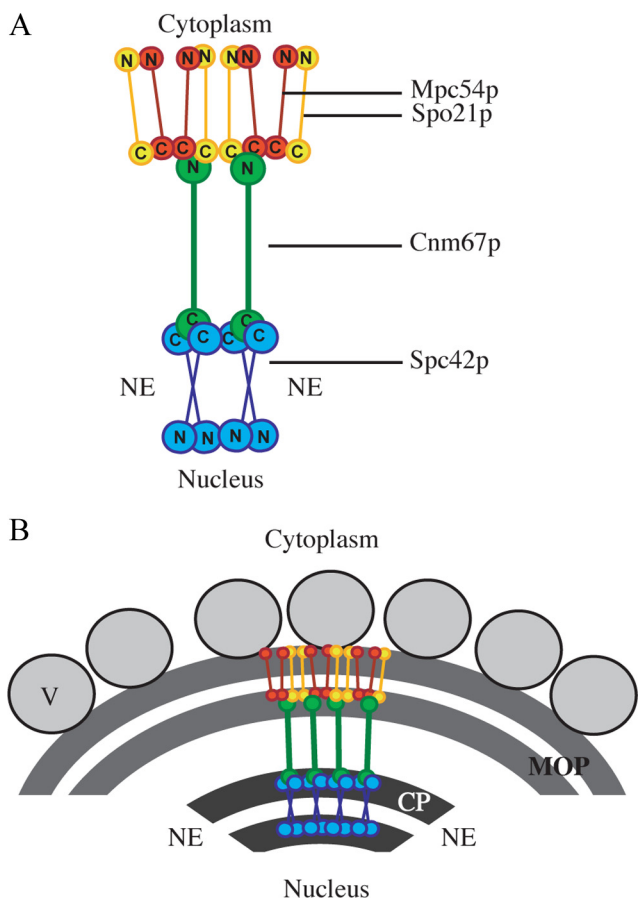 A
Cytoplasm
N N N N N N N N
Mpc54p
Spo21p
C C C C C C C C
N N
Cnm67p
C C
C C C C
Spc42p
NE NE
N N N N
Nucleus
B
Cytoplasm
V
MOP
CP
NE NE
Nucleus